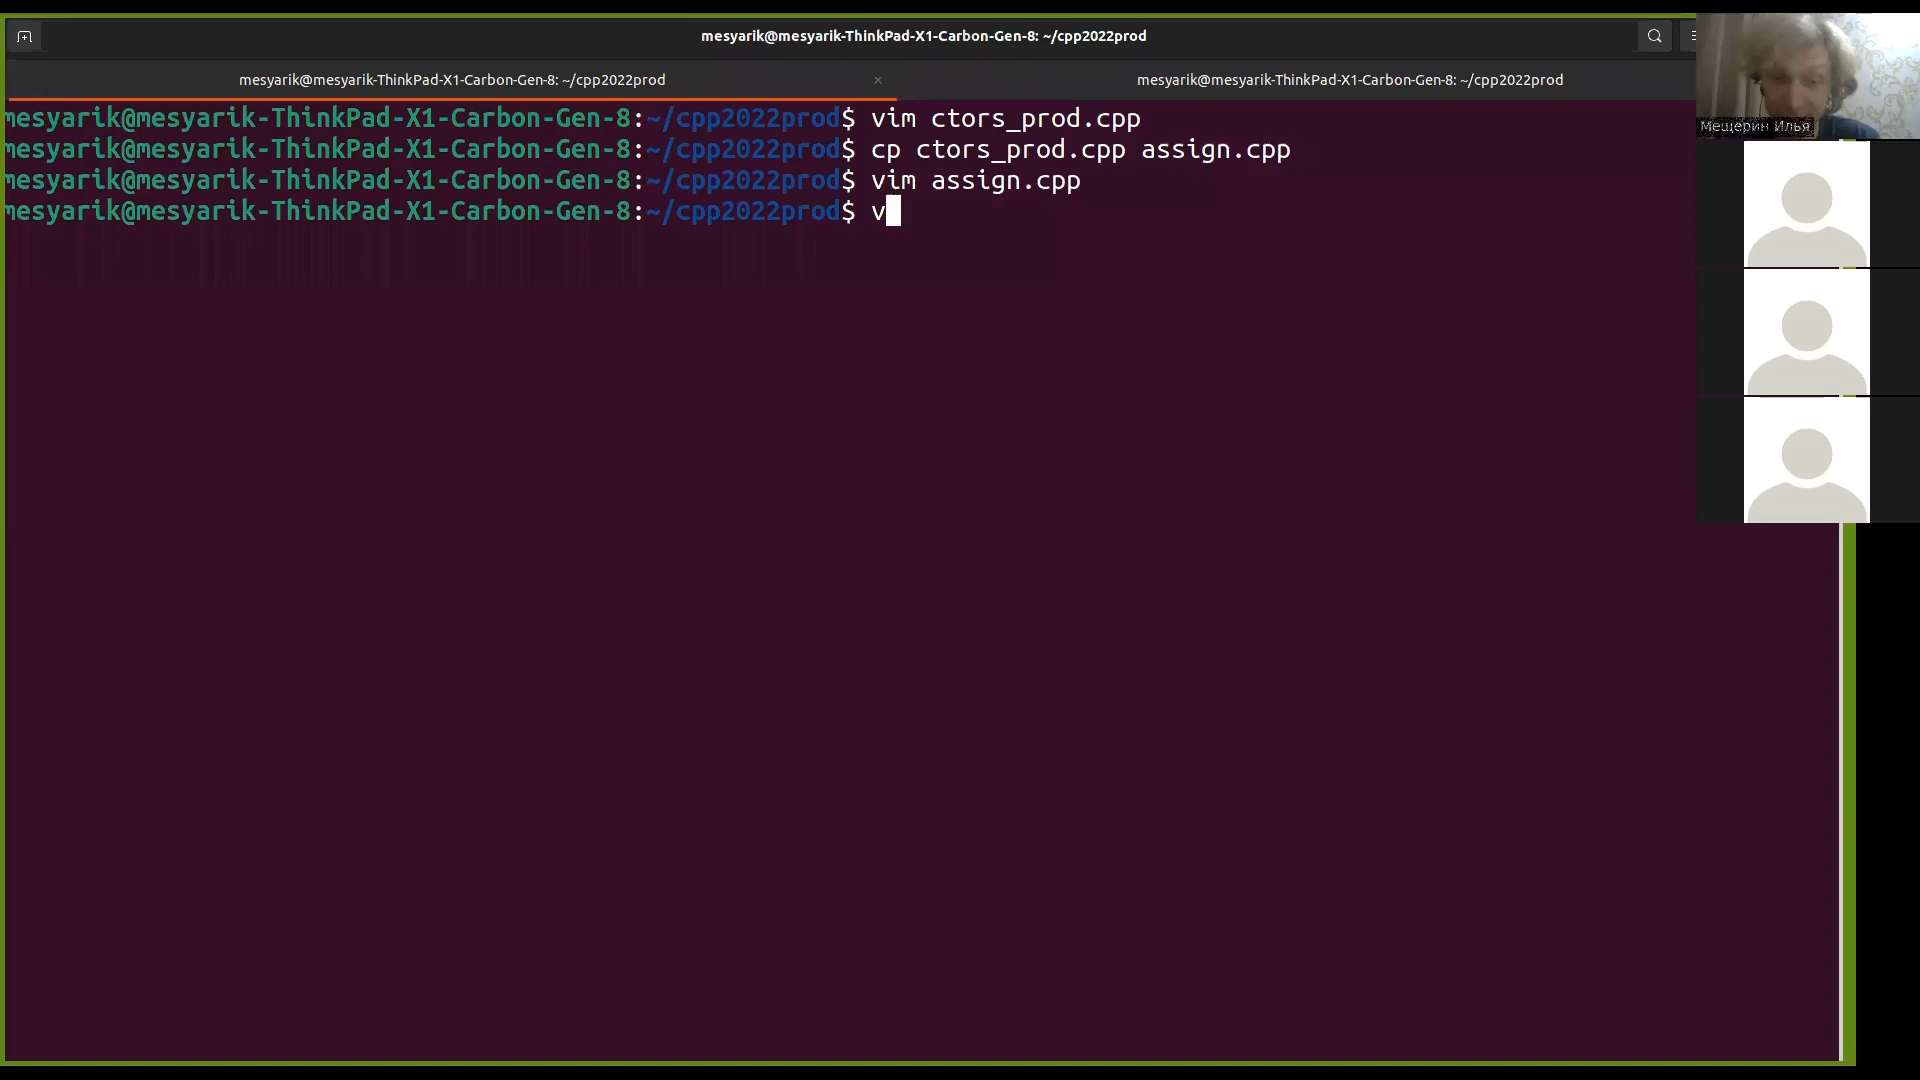 mesyarik@mesyarik-ThinkPad-X1-Carbon-Gen-8: ~/cpp2022prod
mesyarik@mesyarik-ThinkPad-X1-Carbon-Gen-8: ~/cpp2022prod
mesyarik@mesyarik-ThinkPad-X1-Carbon-Gen-8: ~/cpp2022prod
mesyarik@mesyarik-ThinkPad-X1-Carbon-Gen-8:~/cpp2022prod$ vim ctors_prod.cpp
mesyarik@mesyarik-ThinkPad-X1-Carbon-Gen-8:~/cpp2022prod$ cp ctors_prod.cpp assign.cpp
mesyarik@mesyarik-ThinkPad-X1-Carbon-Gen-8:~/cpp2022prod$ vim assign.cpp
mesyarik@mesyarik-ThinkPad-X1-Carbon-Gen-8:~/cpp2022prod$ v
Мещерин Илья